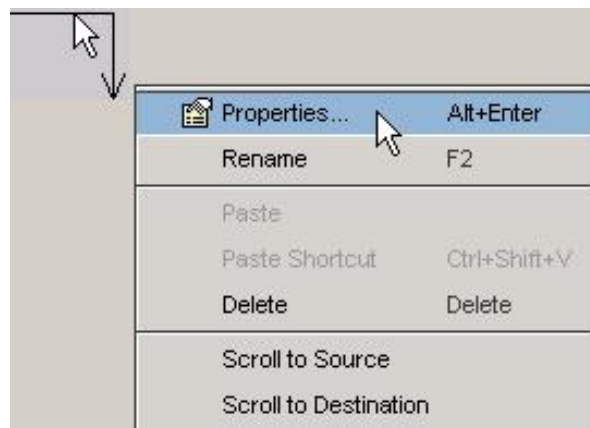 Properties... Alt+Enter
Rename F2
Paste
Paste Shortcut Ctrl+Shift+V
Delete Delete
Scroll to Source
Scroll to Destination